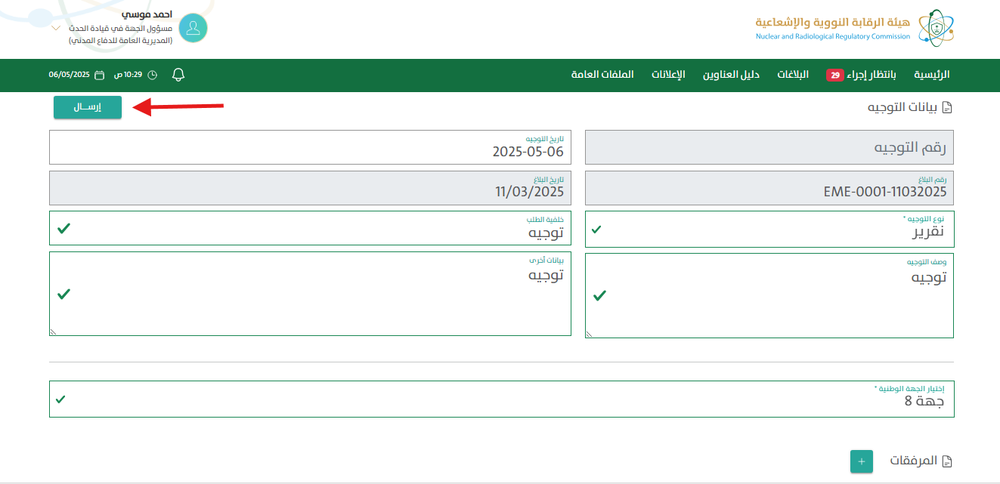 هيئة الرقابة النووية والإشعاعية
Nuclear and Radiological Regulatory Commission
احمد موسي
مسؤول الجهة في قيادة الحدث
(المديرية العامة للدفاع المدني)
الرئيسية
بانتظار إجراء 29
البلاغات
دليل العناوين
الإعلانات
الملفات العامة
10:29 ص
06/05/2025
بيانات التوجيه
إرســال
رقم التوجيه
تاريخ التوجيه
2025-05-06
رقم البلاغ
EME-0001-11032025
تاريخ البلاغ
11/03/2025
نوع التوجيه *
نقرير
خلفية الطلب
توجيه
وصف التوجيه
توجيه
بيانات أخرى
توجيه
إختيار الجهة الوطنية *
جهة 8
المرفقات
+